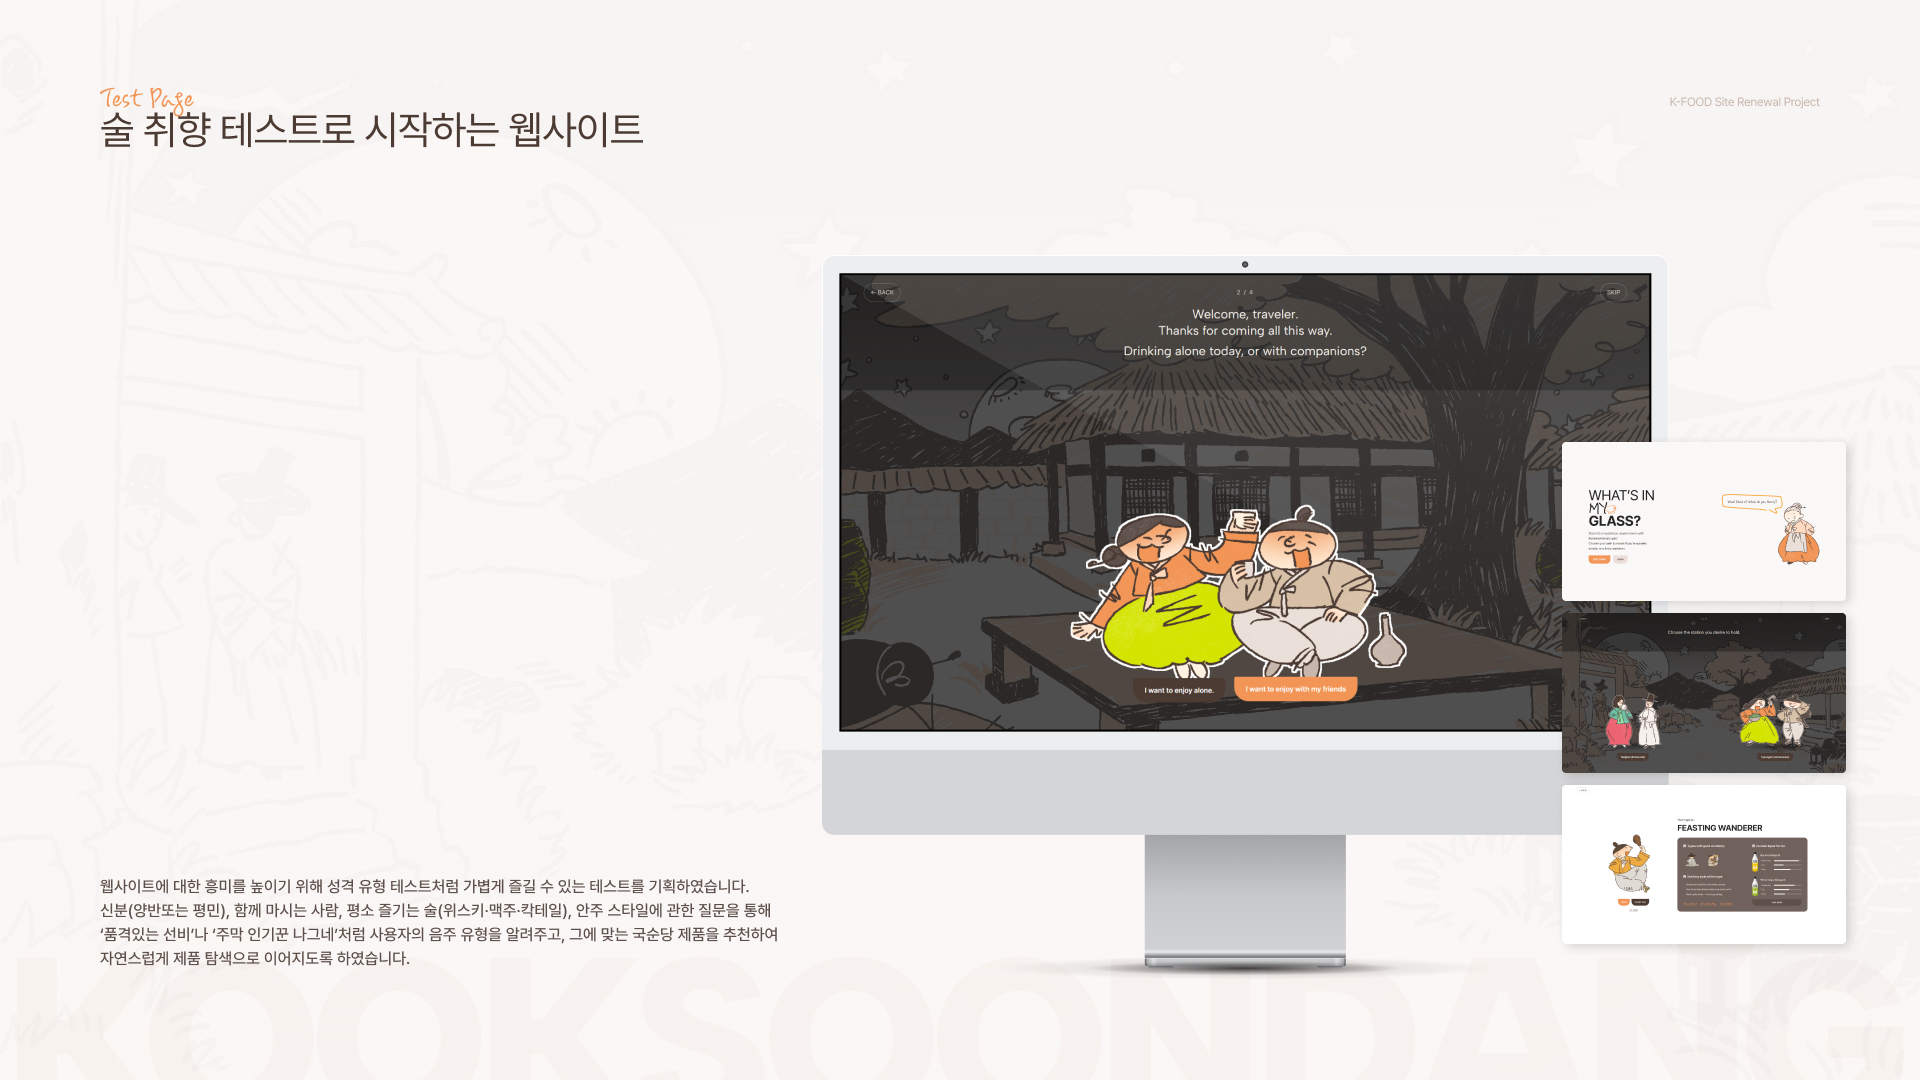 Test Page
술 취향 테스트로 시작하는 웹사이트
K-FOOD Site Renewal Project
← BACK
2 / 4
SKIP
Welcome, traveler.
Thanks for coming all this way.
Drinking alone today, or with companions?
I want to enjoy alone.
I want to enjoy with my friends
WHAT'S IN
MY
GLASS?
Choose the station you desire to hold.
FEASTING WANDERER
웹사이트에 대한 흥미를 높이기 위해 성격 유형 테스트처럼 가볍게 즐길 수 있는 테스트를 기획하였습니다.
신분(양반또는 평민), 함께 마시는 사람, 평소 즐기는 술(위스키·맥주·칵테일), 안주 스타일에 관한 질문을 통해
‘품격있는 선비’나 ‘주막 인기꾼 나그네’처럼 사용자의 음주 유형을 알려주고, 그에 맞는 국순당 제품을 추천하여
자연스럽게 제품 탐색으로 이어지도록 하였습니다.
KOOKSOONDANG